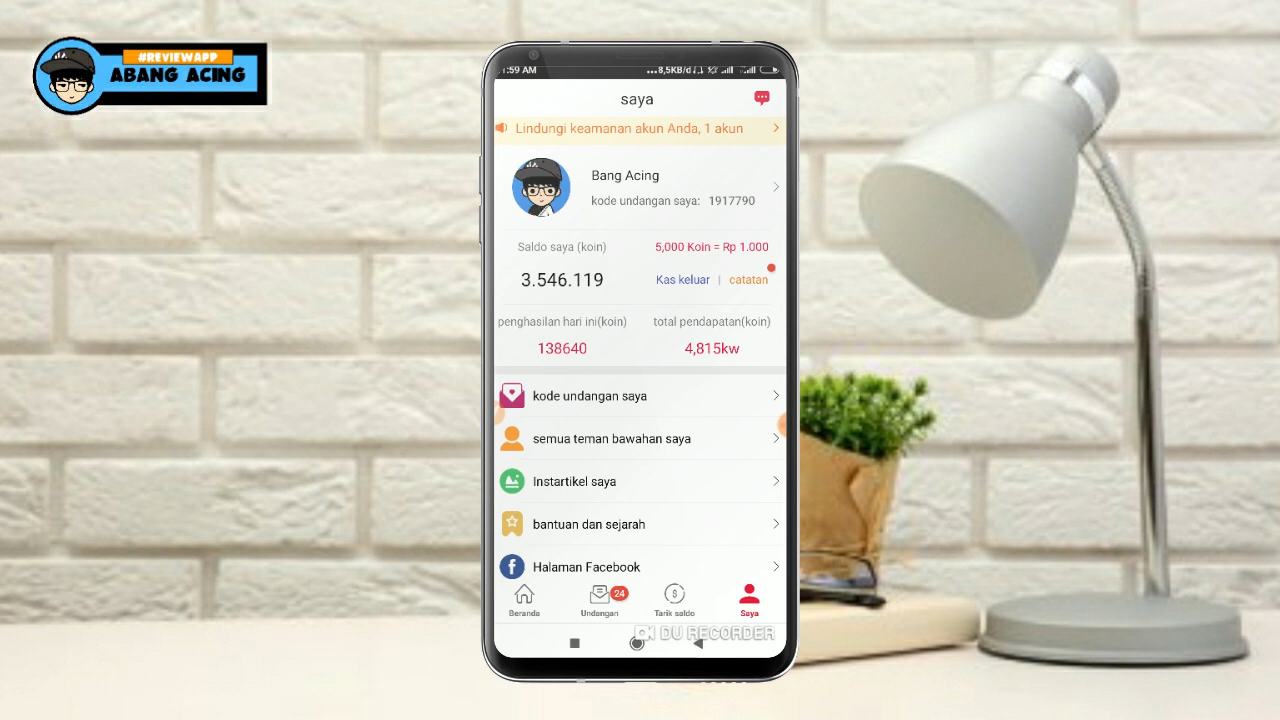 #REVIEWAPP
ABANG ACING
1:59 AM
...8,5KB/d
saya
Lindungi keamanan akun Anda, 1 akun
Bang Acing
kode undangan saya: 1917790
Saldo saya (koin)
5,000 Koin = Rp 1.000
3.546.119
Kas keluar | catatan
penghasilan hari ini(koin)
total pendapatan(koin)
138640
4,815kw
kode undangan saya
semua teman bawahan saya
Instartikel saya
bantuan dan sejarah
Halaman Facebook
24
Beranda
Undangan
Tarik saldo
Saya
DU RECORDER